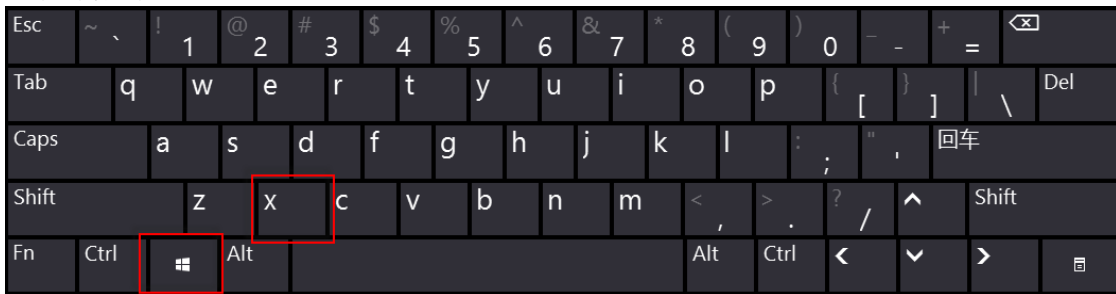 Esc ~ ` ! 1 @ 2 # 3 $ 4 % 5 ^ 6 & 7 * 8 ( 9 ) 0 _ - + =
Tab q w e r t y u i o p { [ } ] | \ Del
Caps a s d f g h j k l : ; " ' 回车
Shift z x c v b n m < , > . ? / Shift
Fn Ctrl Alt Alt Ctrl